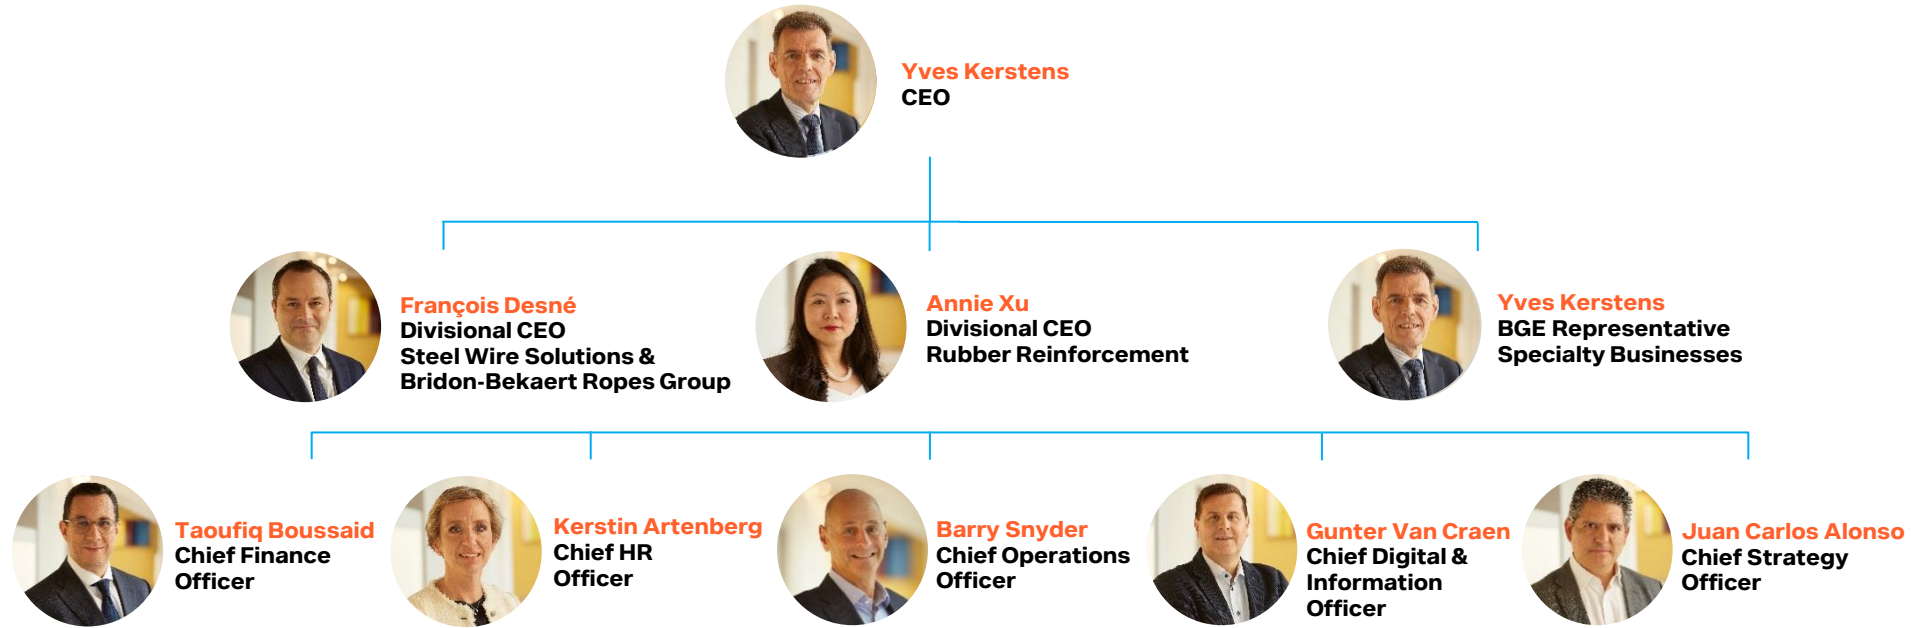 Yves Kerstens
CEO
François Desné
Divisional CEO
Steel Wire Solutions &
Bridon-Bekaert Ropes Group
Annie Xu
Divisional CEO
Rubber Reinforcement
Yves Kerstens
BGE Representative
Specialty Businesses
Taoufiq Boussaid
Chief Finance
Officer
Kerstin Artenberg
Chief HR
Officer
Barry Snyder
Chief Operations
Officer
Gunter Van Craen
Chief Digital &
Information
Officer
Juan Carlos Alonso
Chief Strategy
Officer